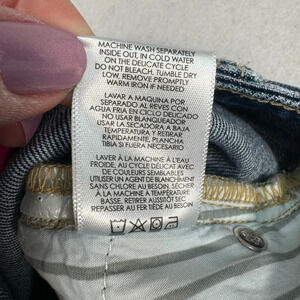 MACHINE WASH SEPARATELY
INSIDE OUT, IN COLD WATER
ON THE DELICATE CYCLE
DO NOT BLEACH, TUMBLE DRY
LOW, REMOVE PROMPTLY
WARM IRON IF NEEDED
LAVAR A MAQUINA POR
SEPARADO AL REVES CON
AGUA FRIA EN CICLO DELICADO
NO USAR BLANQUEADOR
USAR LA SECADORA A BAJA
TEMPERATURA Y RETIRAR
RAPIDAMENTE, PLANCHA
TIBIA SI FUERA NECESARIO
LAVER À LA MACHINE À L'EAU
FROIDE AU CYCLE DÉLICAT AVEC
DE COULEURS SEMBLABLES
UTILISER UN AGENT DE BLANCHIMENT
SANS CHLORE AU BESOIN
SÉCHER À LA MACHINE À TEMPÉRATURE
BASSE, RETIRER AUSSITÔT SEC
REPASSER AU FER TIÈDE AU BESOIN